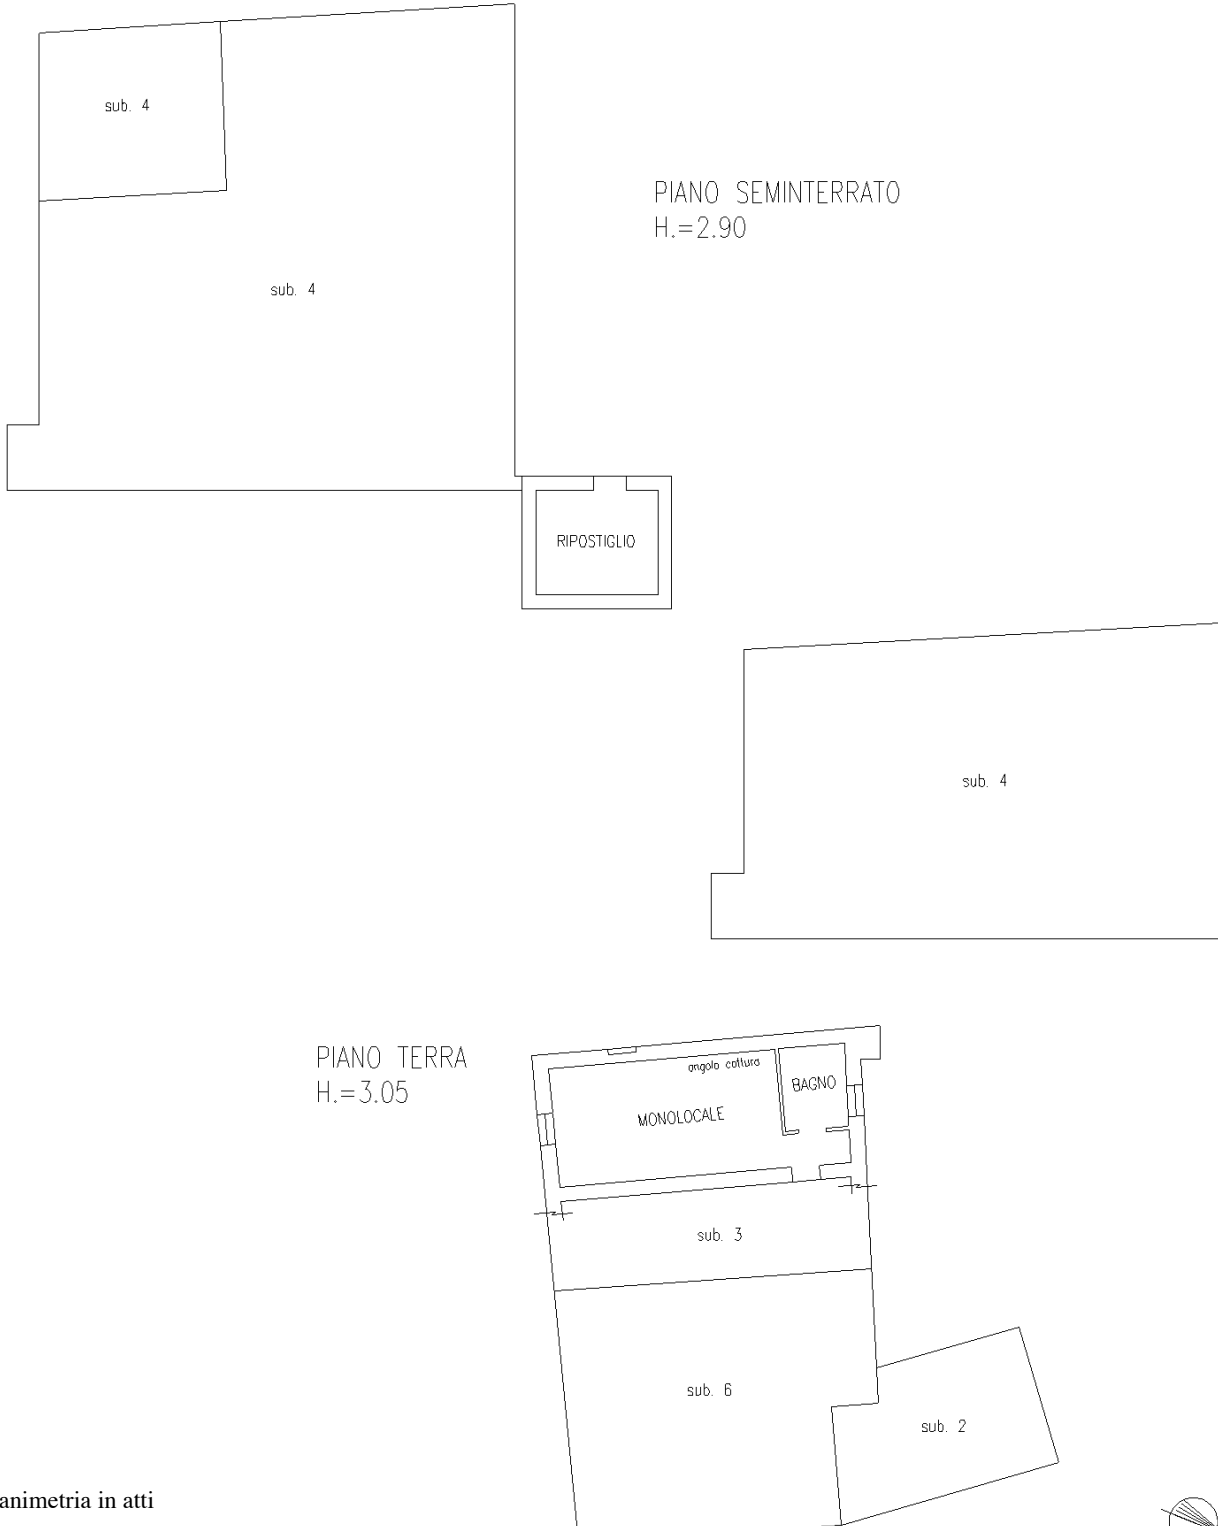 sub. 4
PIANO SEMINTERRATO
H.=2.90
sub. 4
RIPOSTIGLIO
sub. 4
PIANO TERRA
H.=3.05
angolo cottura
BAGNO
MONOLOCALE
sub. 3
sub. 6
sub. 2
animetria in atti